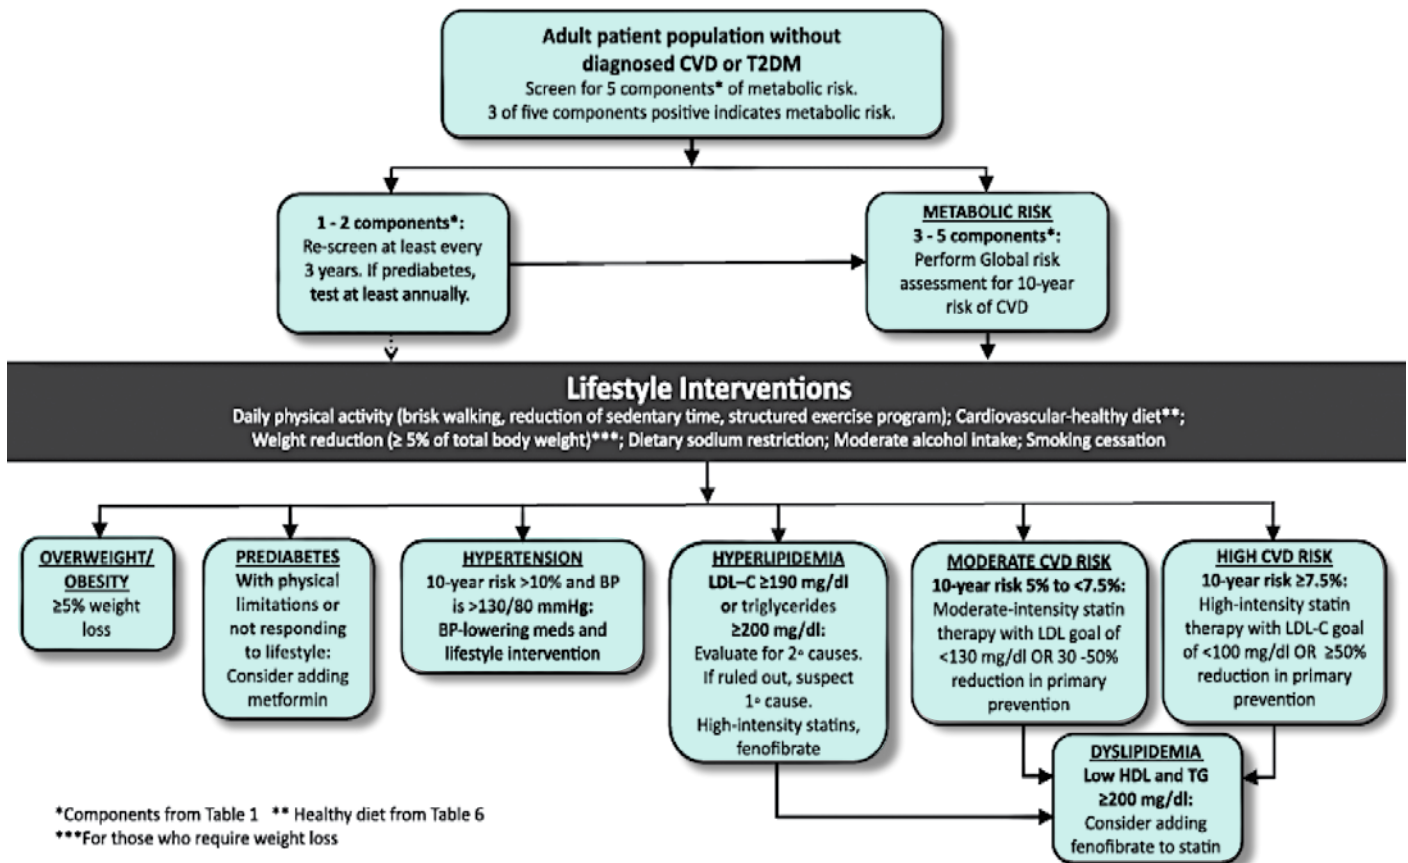 Adult patient population without
diagnosed CVD or T2DM
Screen for 5 components* of metabolic risk.
3 of five components positive indicates metabolic risk.
1 - 2 components*:
Re-screen at least every
3 years. If prediabetes,
test at least annually.
METABOLIC RISK
3 - 5 components*:
Perform Global risk
assessment for 10-year
risk of CVD
Lifestyle Interventions
Daily physical activity (brisk walking, reduction of sedentary time, structured exercise program); Cardiovascular-healthy diet**;
Weight reduction (≥ 5% of total body weight)***; Dietary sodium restriction; Moderate alcohol intake; Smoking cessation
OVERWEIGHT/
OBESITY
≥5% weight
loss
PREDIABETES
With physical
limitations or
not responding
to lifestyle:
Consider adding
metformin
HYPERTENSION
10-year risk >10% and BP
is >130/80 mmHg:
BP-lowering meds and
lifestyle intervention
HYPERLIPIDEMIA
LDL–C ≥190 mg/dl
or triglycerides
≥200 mg/dl:
Evaluate for 2° causes.
If ruled out, suspect
1° cause.
High-intensity statins,
fenofibrate
MODERATE CVD RISK
10-year risk 5% to <7.5%:
Moderate-intensity statin
therapy with LDL goal of
<130 mg/dl OR 30 -50%
reduction in primary
prevention
HIGH CVD RISK
10-year risk ≥7.5%:
High-intensity statin
therapy with LDL-C goal
of <100 mg/dl OR ≥50%
reduction in primary
prevention
DYSLIPIDEMIA
Low HDL and TG
≥200 mg/dl:
Consider adding
fenofibrate to statin
*Components from Table 1 ** Healthy diet from Table 6
***For those who require weight loss